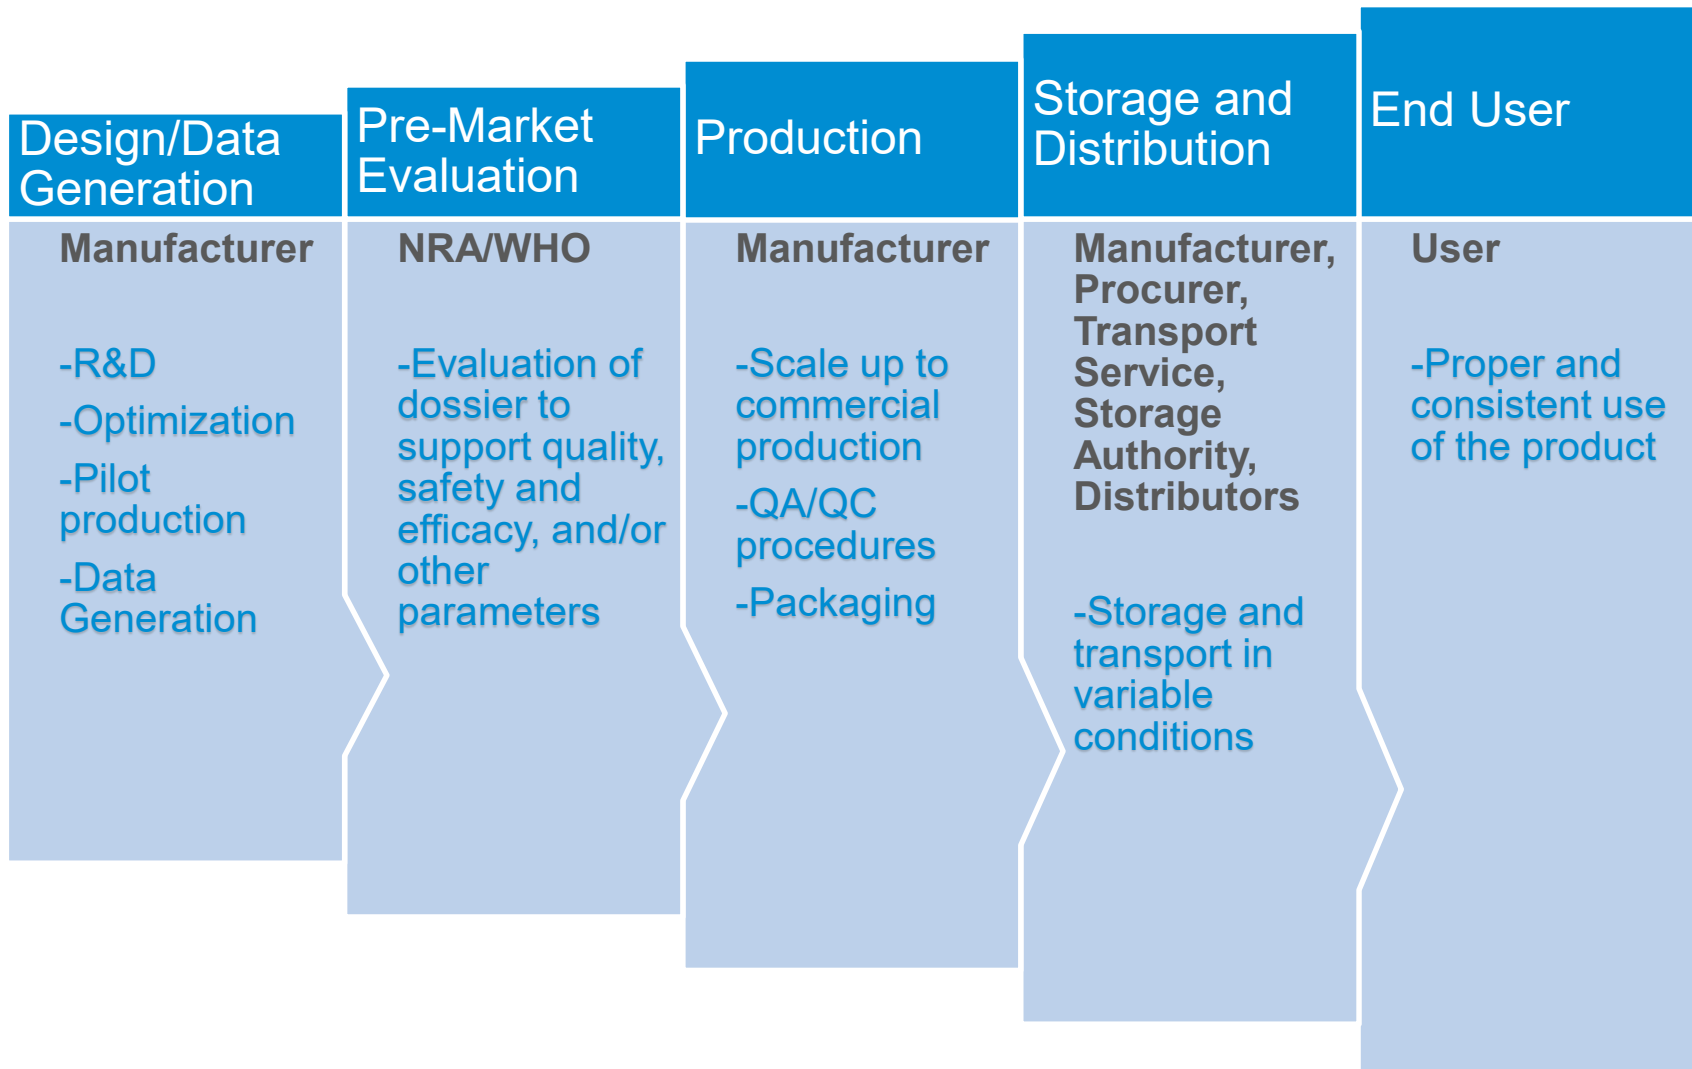 Design/Data
Generation
Manufacturer
-R&D
-Optimization
-Pilot
production
-Data
Generation
Pre-Market
Evaluation
NRA/WHO
-Evaluation of
dossier to
support quality,
safety and
efficacy, and/or
other
parameters
Production
Manufacturer
-Scale up to
commercial
production
-QA/QC
procedures
-Packaging
Storage and
Distribution
Manufacturer,
Procurer,
Transport
Service,
Storage
Authority,
Distributors
-Storage and
transport in
variable
conditions
End User
User
-Proper and
consistent use
of the product